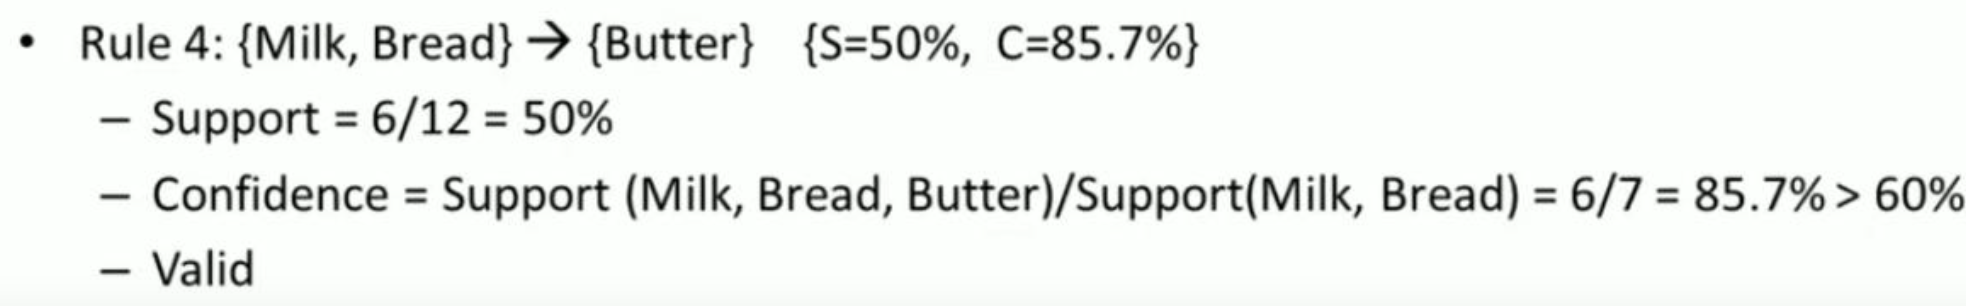 • Rule 4: {Milk, Bread} → {Butter} {S=50%, C=85.7%}
– Support = 6/12 = 50%
– Confidence = Support (Milk, Bread, Butter)/Support(Milk, Bread) = 6/7 = 85.7% > 60%
– Valid